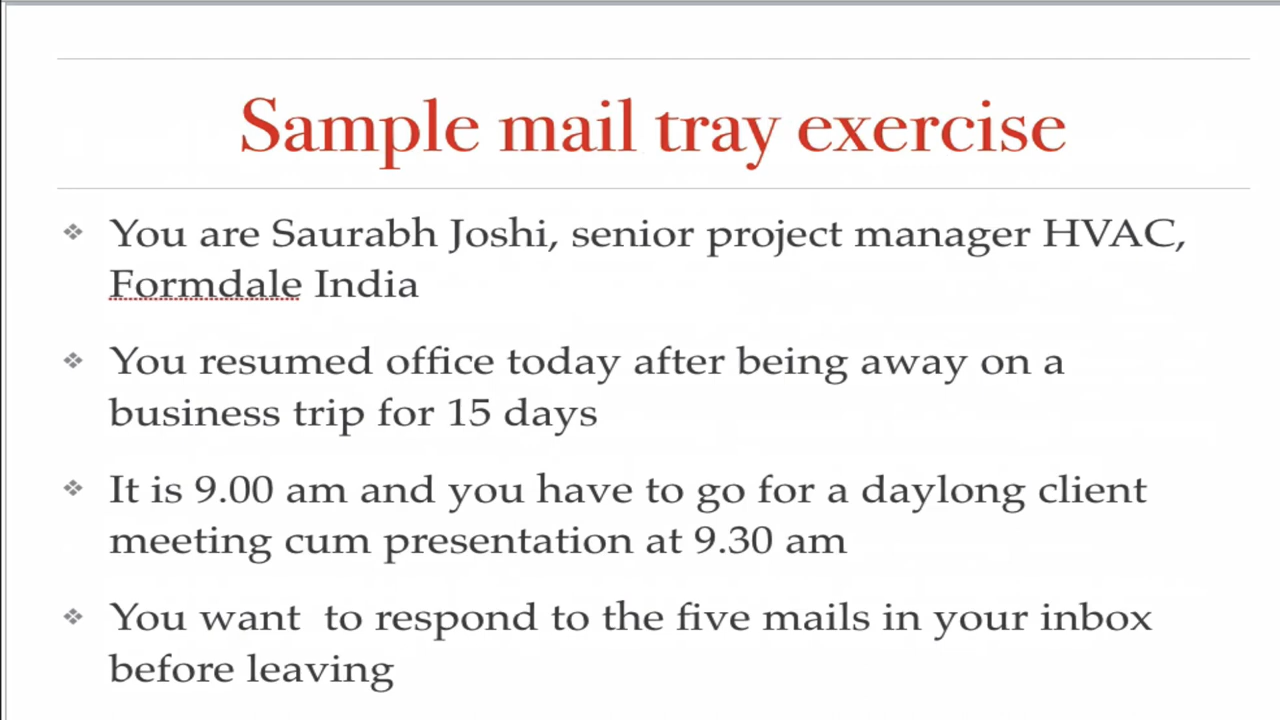 Sample mail tray exercise
❖ You are Saurabh Joshi, senior project manager HVAC,
Formdale India
❖ You resumed office today after being away on a
business trip for 15 days
❖ It is 9.00 am and you have to go for a daylong client
meeting cum presentation at 9.30 am
❖ You want  to respond to the five mails in your inbox
before leaving